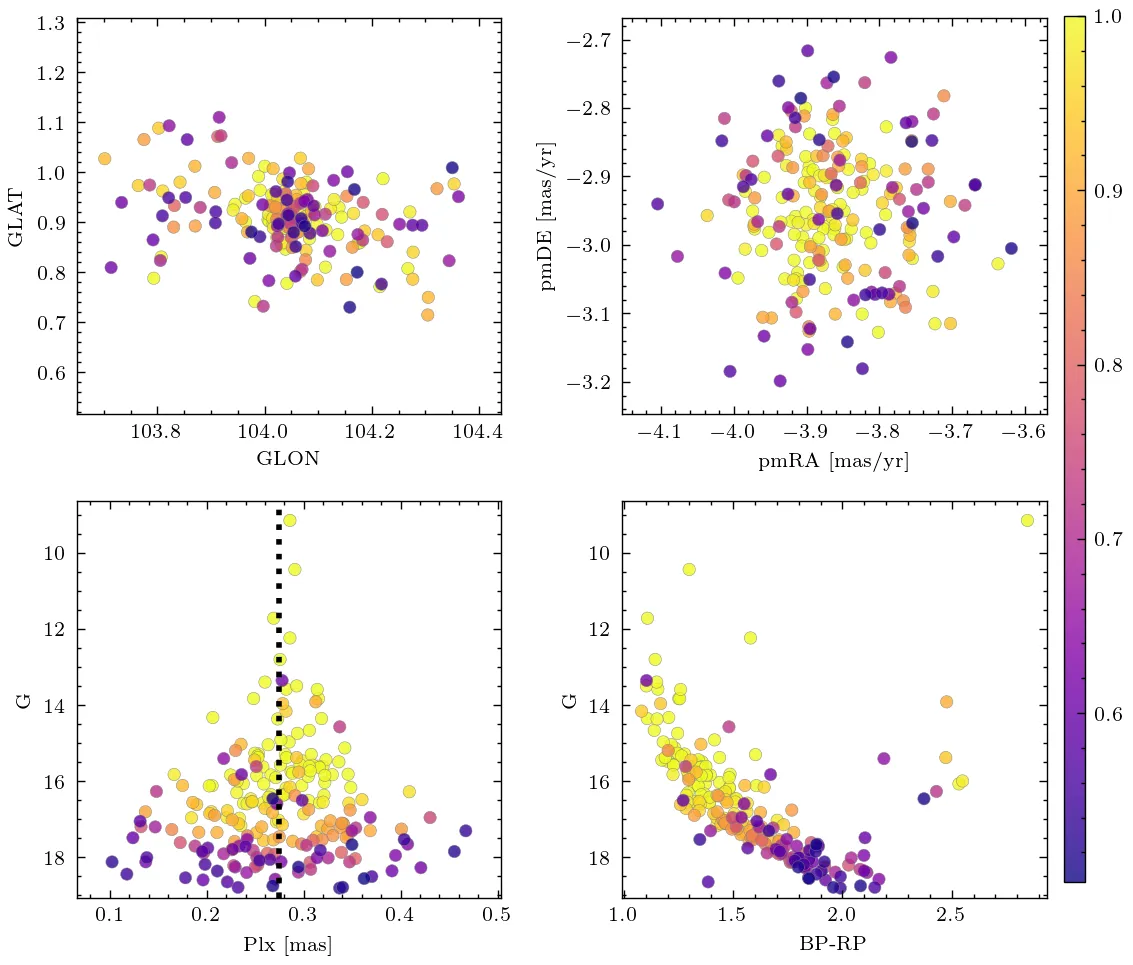 1.3
1.2
1.1
1.0
0.9
0.8
0.7
0.6
GLAT
103.8 104.0 104.2 104.4
GLON
−2.7
−2.8
−2.9
−3.0
−3.1
−3.2
pmDE [mas/yr]
−4.1 −4.0 −3.9 −3.8 −3.7 −3.6
pmRA [mas/yr]
10
12
14
16
18
G
0.1 0.2 0.3 0.4 0.5
Plx [mas]
10
12
14
16
18
G
1.0 1.5 2.0 2.5
BP-RP
1.0
0.9
0.8
0.7
0.6